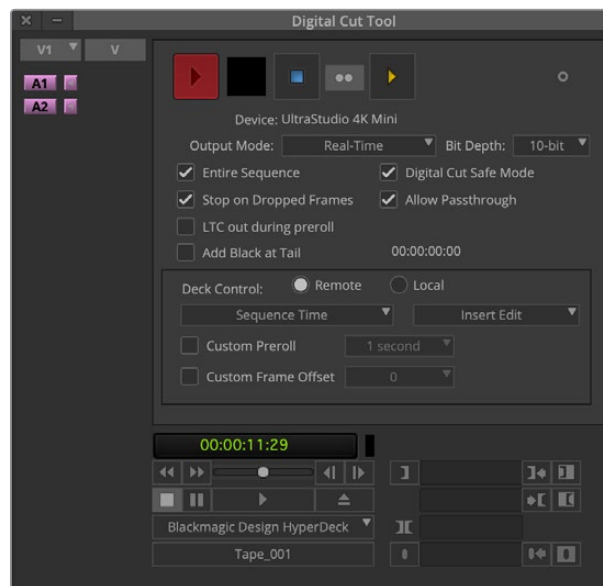 Digital Cut Tool
V1 V
A1
A2
Device: UltraStudio 4K Mini
Output Mode: Real-Time Bit Depth: 10-bit
Entire Sequence Digital Cut Safe Mode
Stop on Dropped Frames Allow Passthrough
LTC out during preroll
Add Black at Tail 00:00:00:00
Deck Control: Remote Local
Sequence Time Insert Edit
Custom Preroll 1 second
Custom Frame Offset 0
00:00:11:29
Blackmagic Design HyperDeck
Tape_001